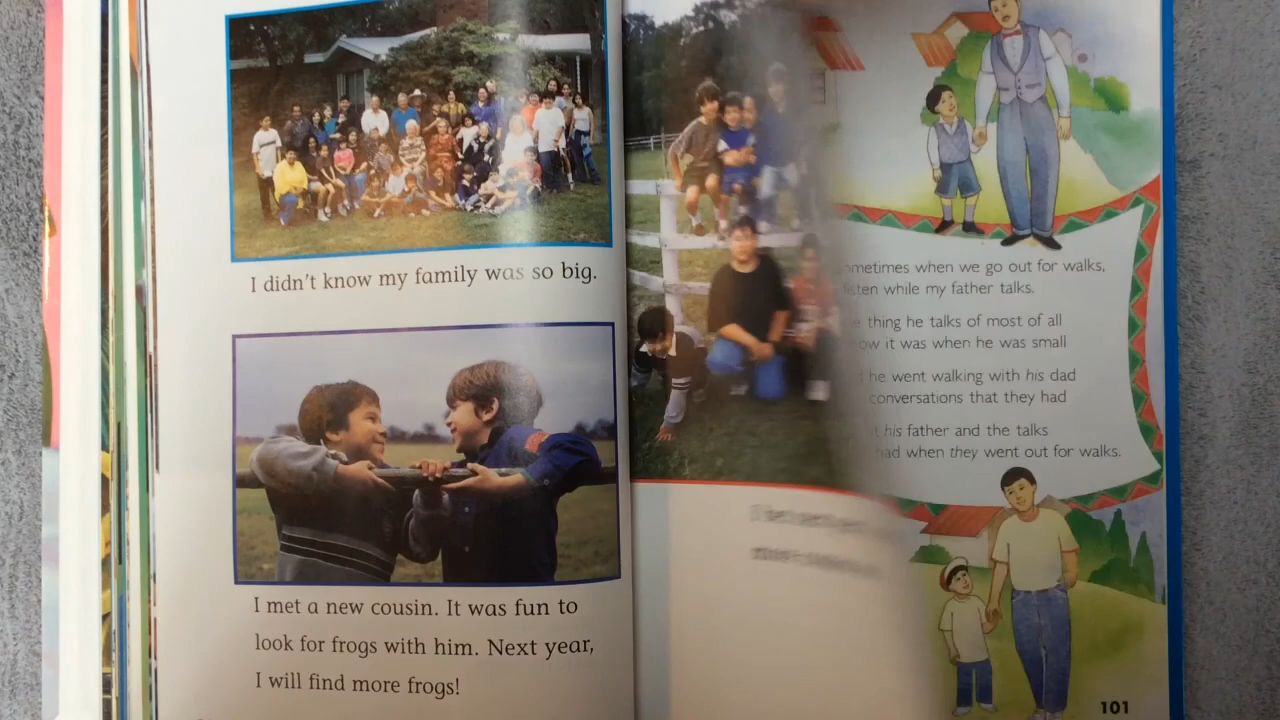 I didn't know my family was so big.
I met a new cousin. It was fun to
look for frogs with him. Next year,
I will find more frogs!
when we go out for walks,
while my father talks.
thing he talks of most of all
it was when he was small
he went walking with his dad
conversations that they had
his father and the talks
had when they went out for walks.
101